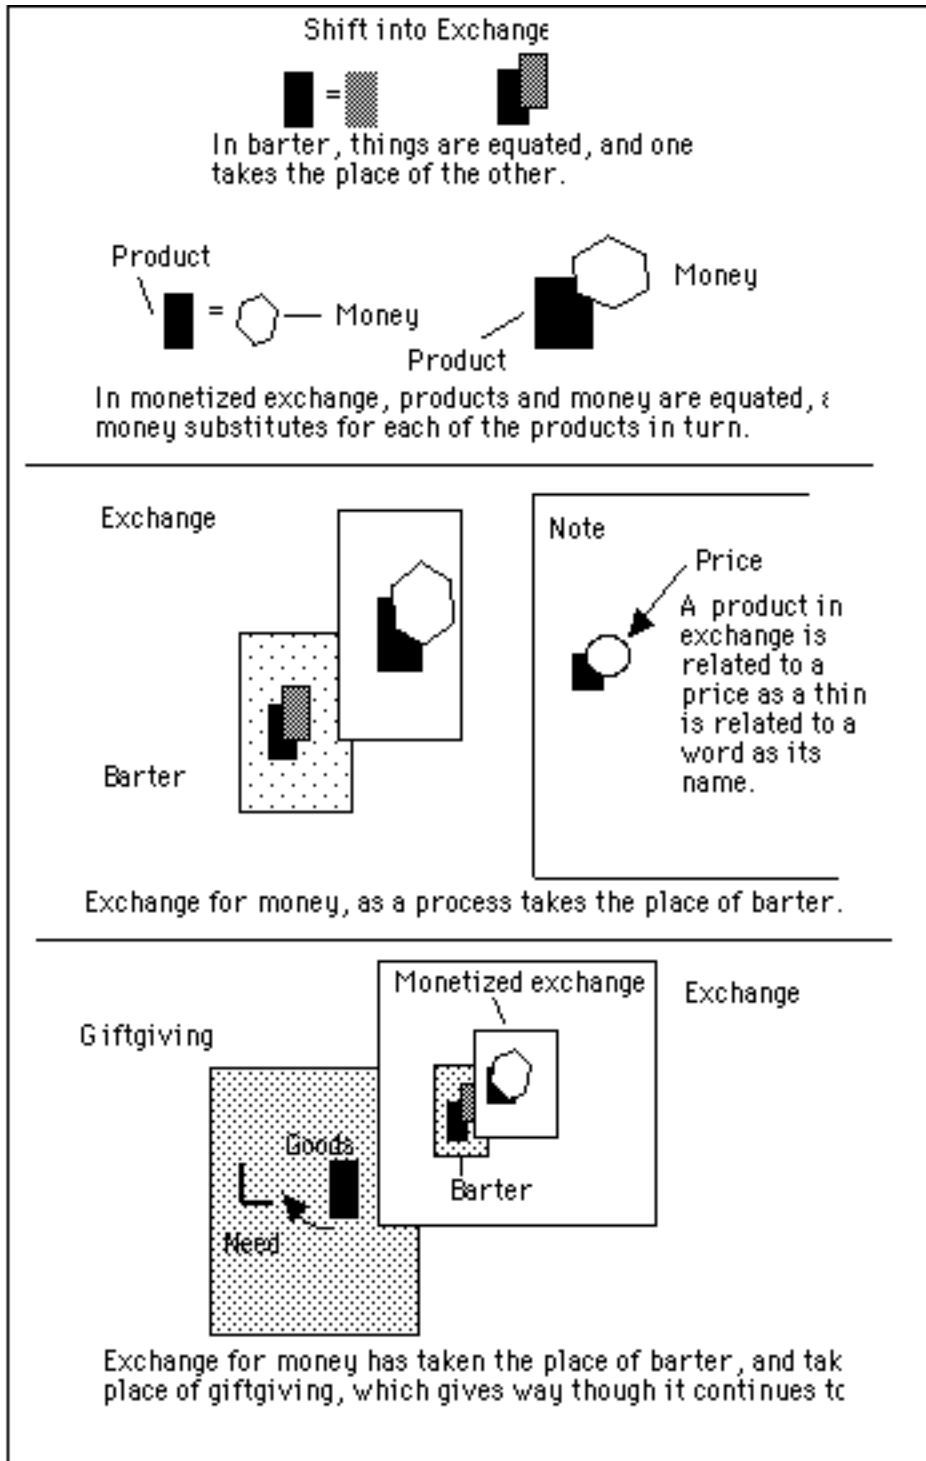 Shift into Exchange
=
In barter, things are equated, and one
takes the place of the other.
Product
=
Money
Money
Product
In monetized exchange, products and money are equated,
money substitutes for each of the products in turn.
Exchange
Barter
Note
Price
A product in
exchange is
related to a
price as a thin
is related to a
word as its
name.
Exchange for money, as a process takes the place of barter.
Monetized exchange
Exchange
Giftgiving
Goods
Need
Barter
Exchange for money has taken the place of barter, and tak
place of giftgiving, which gives way though it continues to